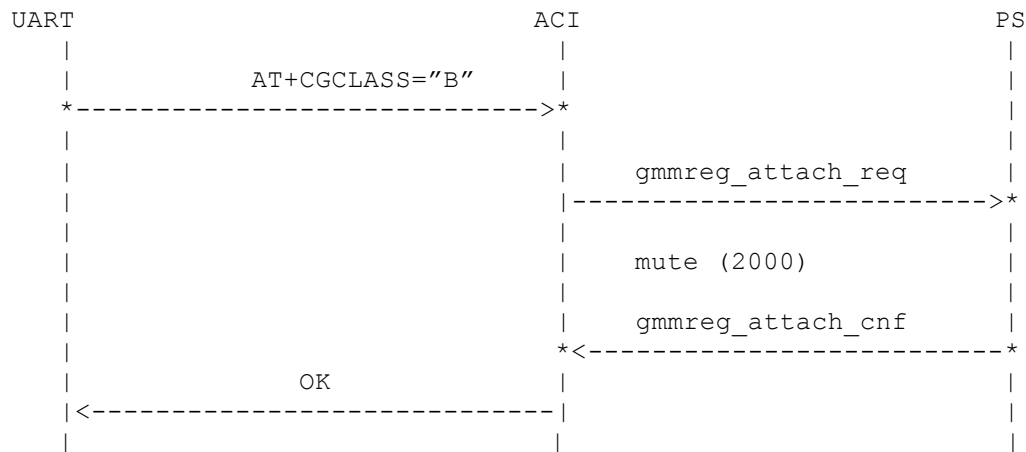 UART ACI PS
AT+CGCLASS=”B”
gmmreg_attach_req
mute (2000)
gmmreg_attach_cnf
OK